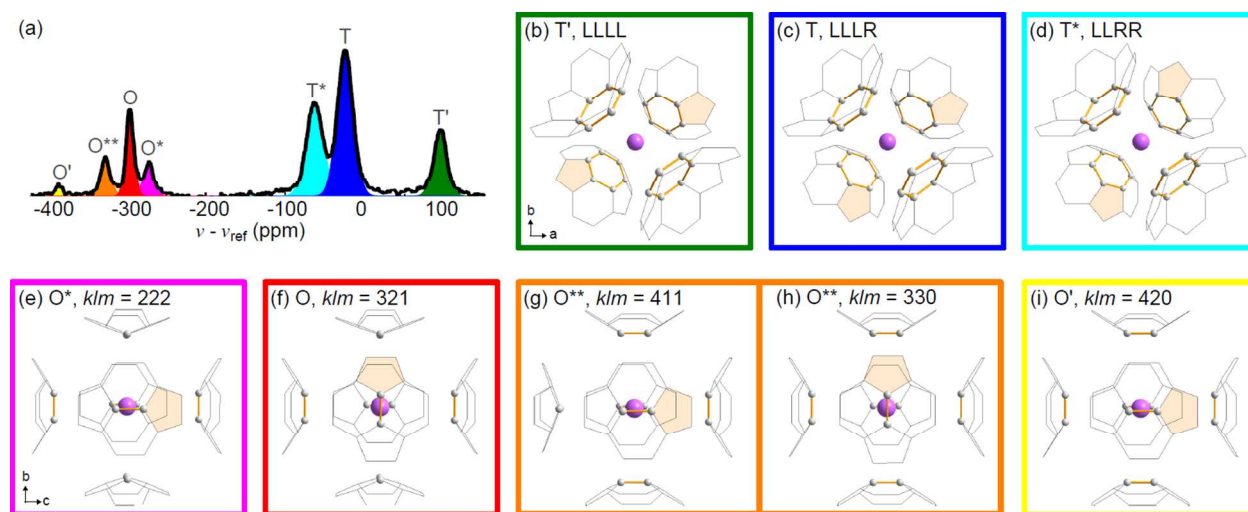 (a)
T
T*
T'
O
O**
O*
O'
-400 -300 -200 -100 0 100
ν - νref (ppm)
(b) T', LLLL
b
a
(c) T, LLLR
(d) T*, LLRR
(e) O*, klm = 222
b
c
(f) O, klm = 321
(g) O**, klm = 411
(h) O**, klm = 330
(i) O', klm = 420